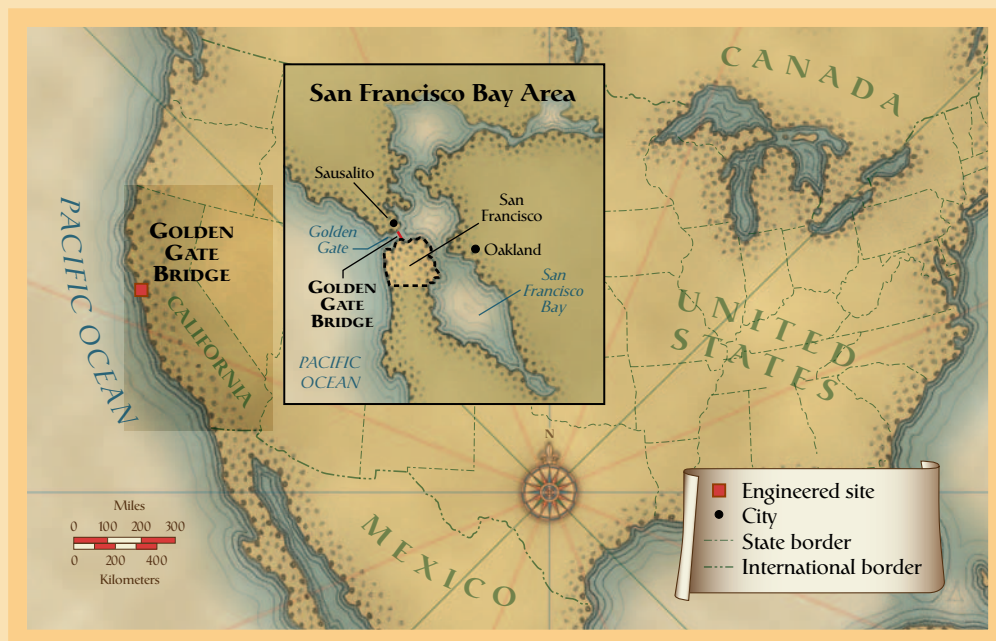 CANADA
San Francisco Bay Area
Sausalito
San
Francisco
Golden
Gate
Oakland
GOLDEN
GATE
BRIDGE
San
Francisco
Bay
PACIFIC
OCEAN
PACIFIC OCEAN
GOLDEN
GATE
BRIDGE
CALIFORNIA
UNITED
STATES
N
MEXICO
Miles
0 100 200 300
0 200 400
Kilometers
Engineered site
City
State border
International border